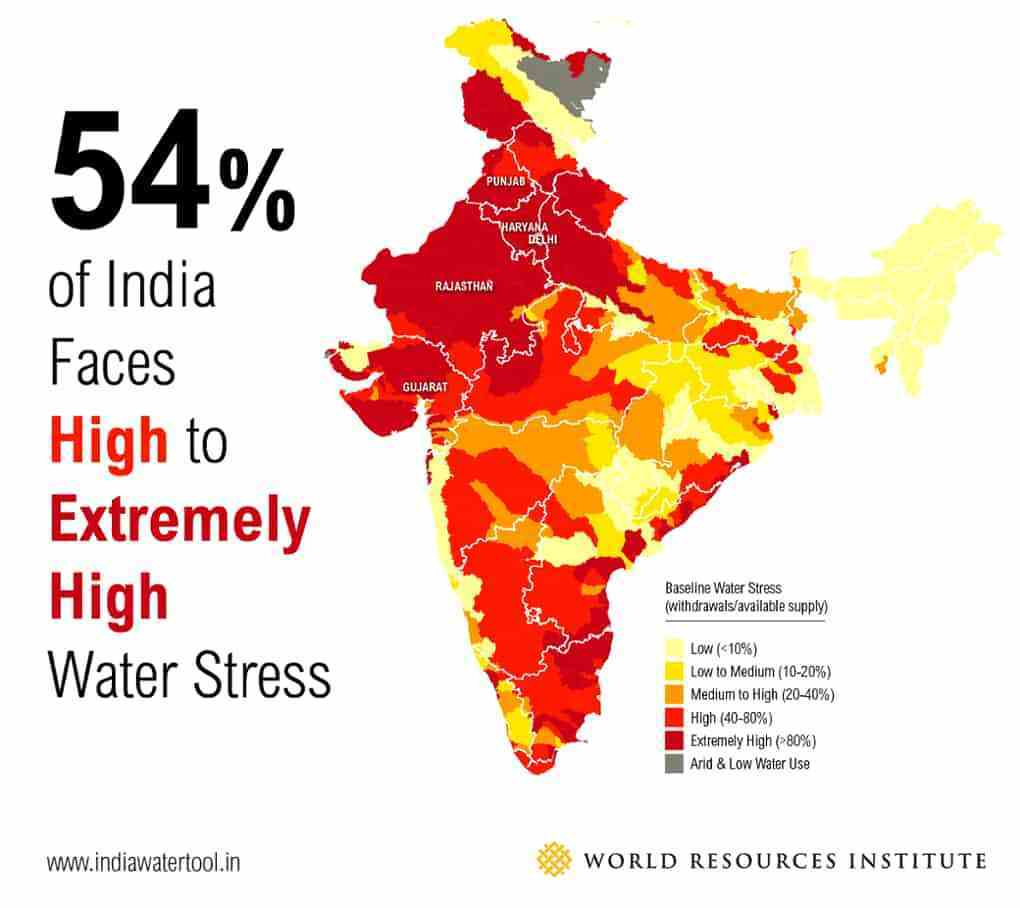 54%
of India
Faces
High to
Extremely
High
Water Stress
PUNJAB
HARYANA
DELHI
RAJASTHAN
GUJARAT
Baseline Water Stress
(withdrawals/available supply)
Low (<10%)
Low to Medium (10-20%)
Medium to High (20-40%)
High (40-80%)
Extremely High (>80%)
Arid & Low Water Use
www.indiawatertool.in
WORLD RESOURCES INSTITUTE